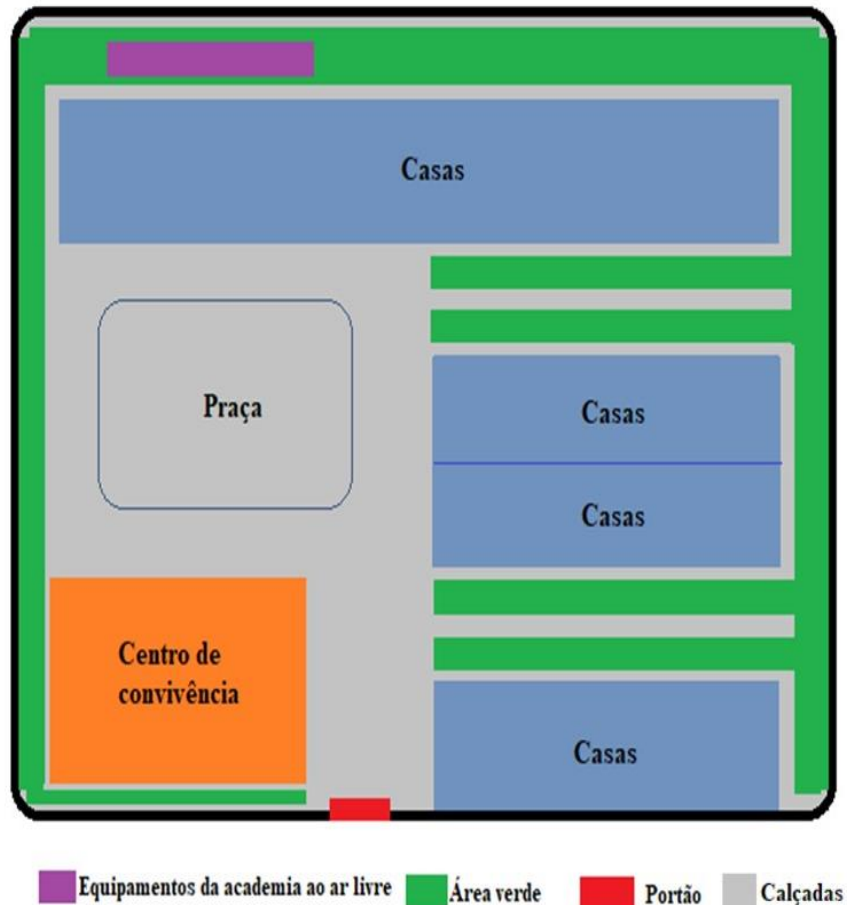 Casas
Praça
Casas
Casas
Centro de
convivência
Casas
Equipamentos da academia ao ar livre
Área verde
Portão
Calçadas